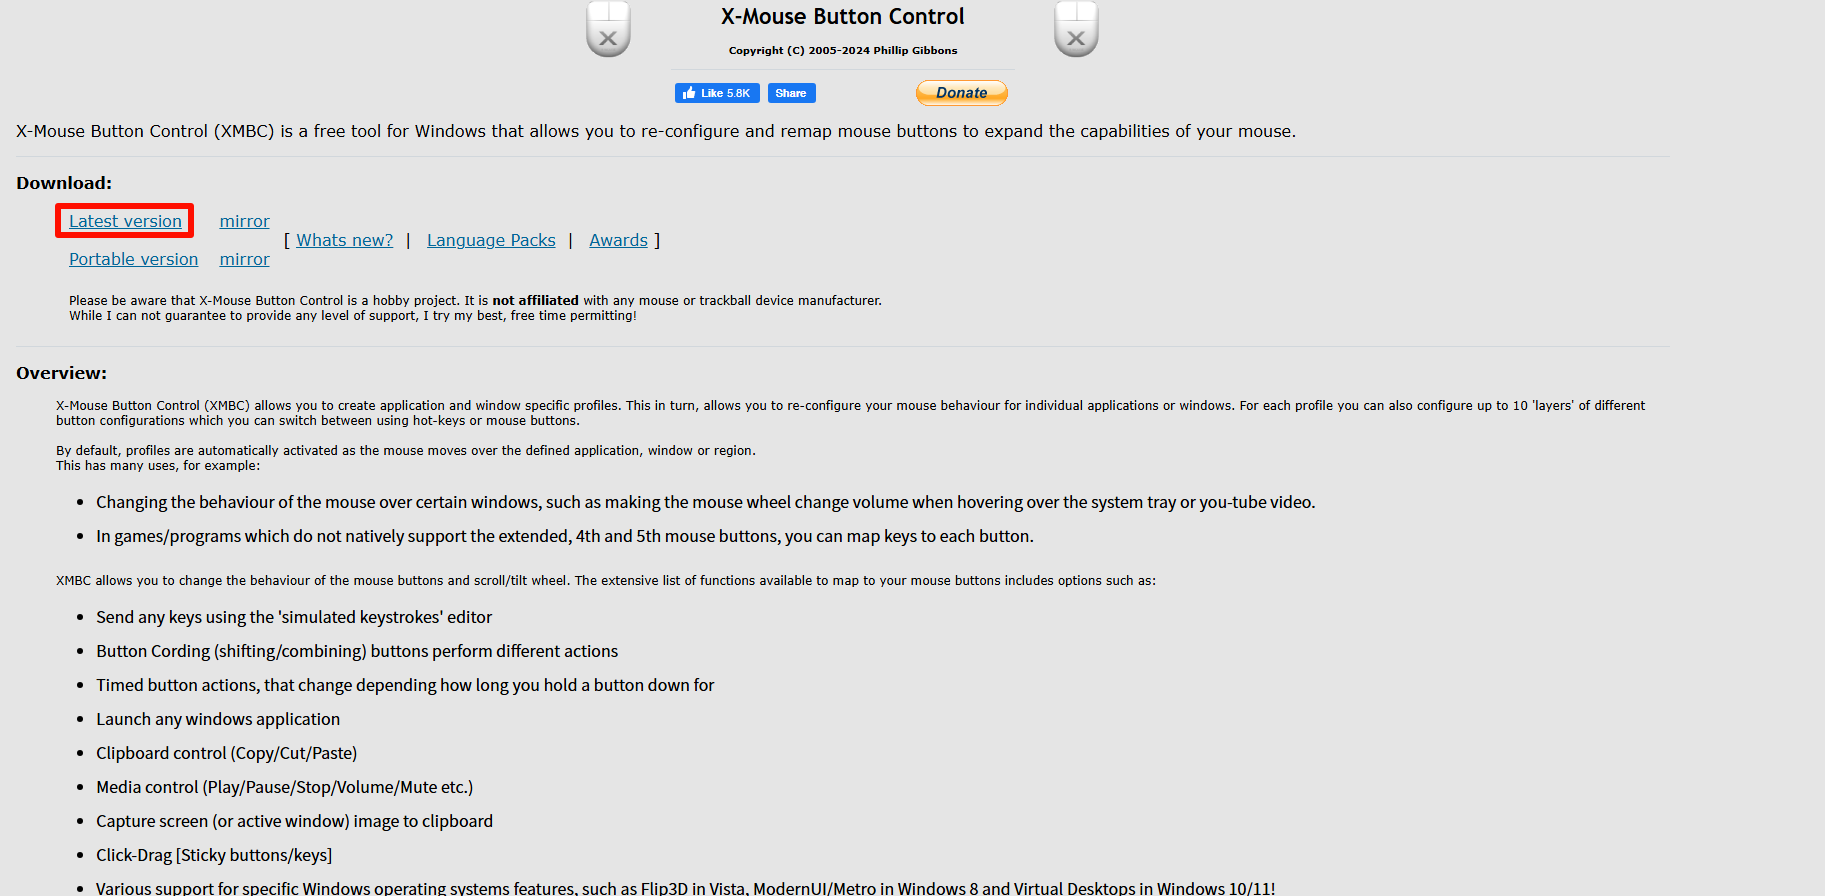 X-Mouse Button Control
Copyright (C) 2005-2024 Phillip Gibbons
Like 5.8K Share Donate
X-Mouse Button Control (XMBC) is a free tool for Windows that allows you to re-configure and remap mouse buttons to expand the capabilities of your mouse.
Download:
Latest version mirror
[ Whats new? | Language Packs | Awards ]
Portable version mirror
Please be aware that X-Mouse Button Control is a hobby project. It is not affiliated with any mouse or trackball device manufacturer.
While I can not guarantee to provide any level of support, I try my best, free time permitting!
Overview:
X-Mouse Button Control (XMBC) allows you to create application and window specific profiles. This in turn, allows you to re-configure your mouse behaviour for individual applications or windows. For each profile you can also configure up to 10 'layers' of different
button configurations which you can switch between using hot-keys or mouse buttons.
By default, profiles are automatically activated as the mouse moves over the defined application, window or region.
This has many uses, for example:
• Changing the behaviour of the mouse over certain windows, such as making the mouse wheel change volume when hovering over the system tray or you-tube video.
• In games/programs which do not natively support the extended, 4th and 5th mouse buttons, you can map keys to each button.
XMBC allows you to change the behaviour of the mouse buttons and scroll/tilt wheel. The extensive list of functions available to map to your mouse buttons includes options such as:
• Send any keys using the 'simulated keystrokes' editor
• Button Cording (shifting/combining) buttons perform different actions
• Timed button actions, that change depending how long you hold a button down for
• Launch any windows application
• Clipboard control (Copy/Cut/Paste)
• Media control (Play/Pause/Stop/Volume/Mute etc.)
• Capture screen (or active window) image to clipboard
• Click-Drag [Sticky buttons/keys]
• Various support for specific Windows operating systems features, such as Flip3D in Vista, ModernUI/Metro in Windows 8 and Virtual Desktops in Windows 10/11!